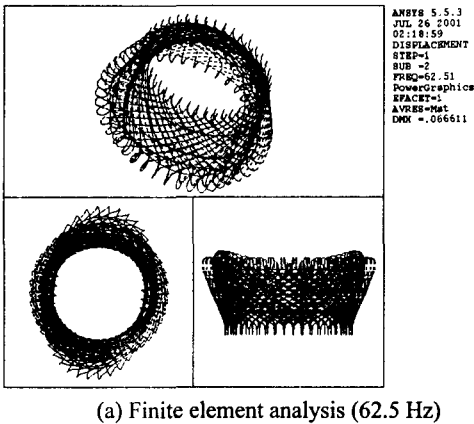 ANSYS 5.5.3
JUL 26 2001
02:18:59
DISPLACEMENT
STEP=1
SUB =2
FREQ=62.51
PowerGraphics
EFACET=1
AVRES=Mat
DMX =.066611
(a) Finite element analysis (62.5 Hz)